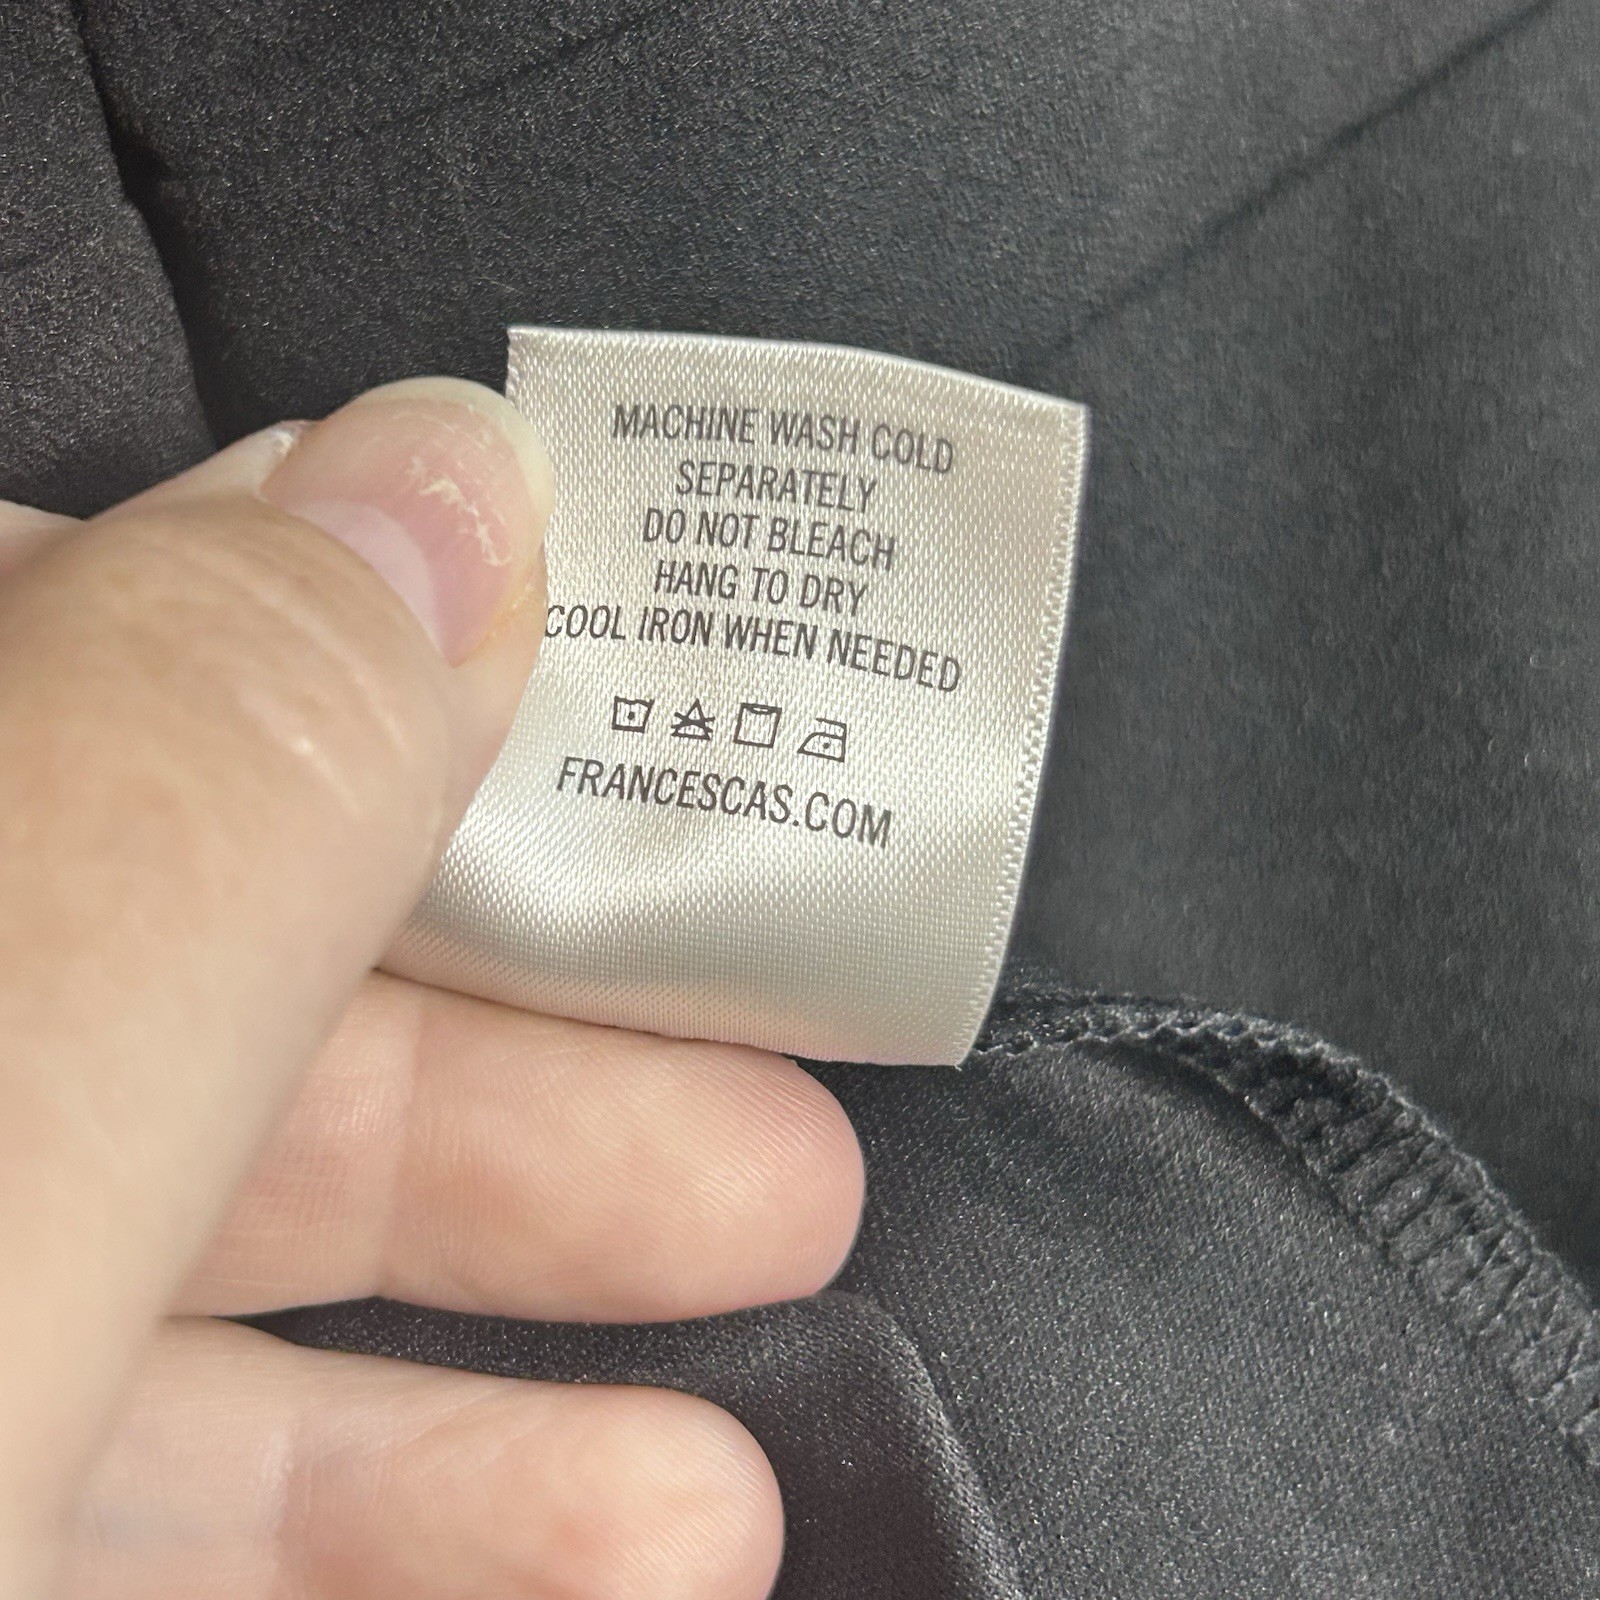 MACHINE WASH COLD
SEPARATELY
DO NOT BLEACH
HANG TO DRY
COOL IRON WHEN NEEDED
FRANCESCAS.COM